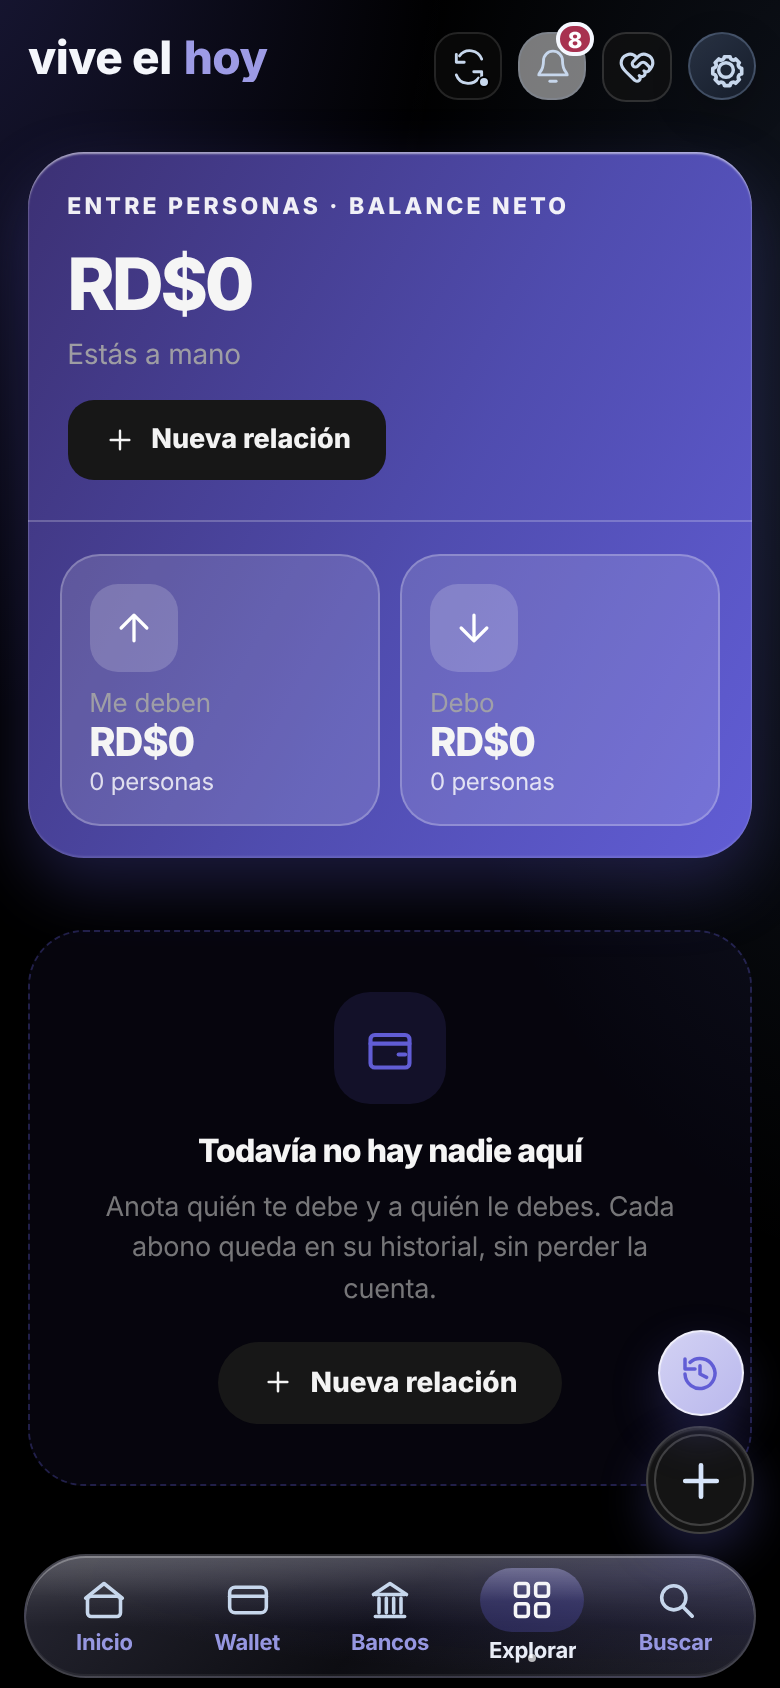 vive el hoy
8
ENTRE PERSONAS · BALANCE NETO
RD$0
Estás a mano
Nueva relación
Me deben
RD$0
0 personas
Debo
RD$0
0 personas
Todavía no hay nadie aquí
Anota quién te debe y a quién le debes. Cada
abono queda en su historial, sin perder la
cuenta.
Nueva relación
Inicio
Wallet
Bancos
Explorar
Buscar